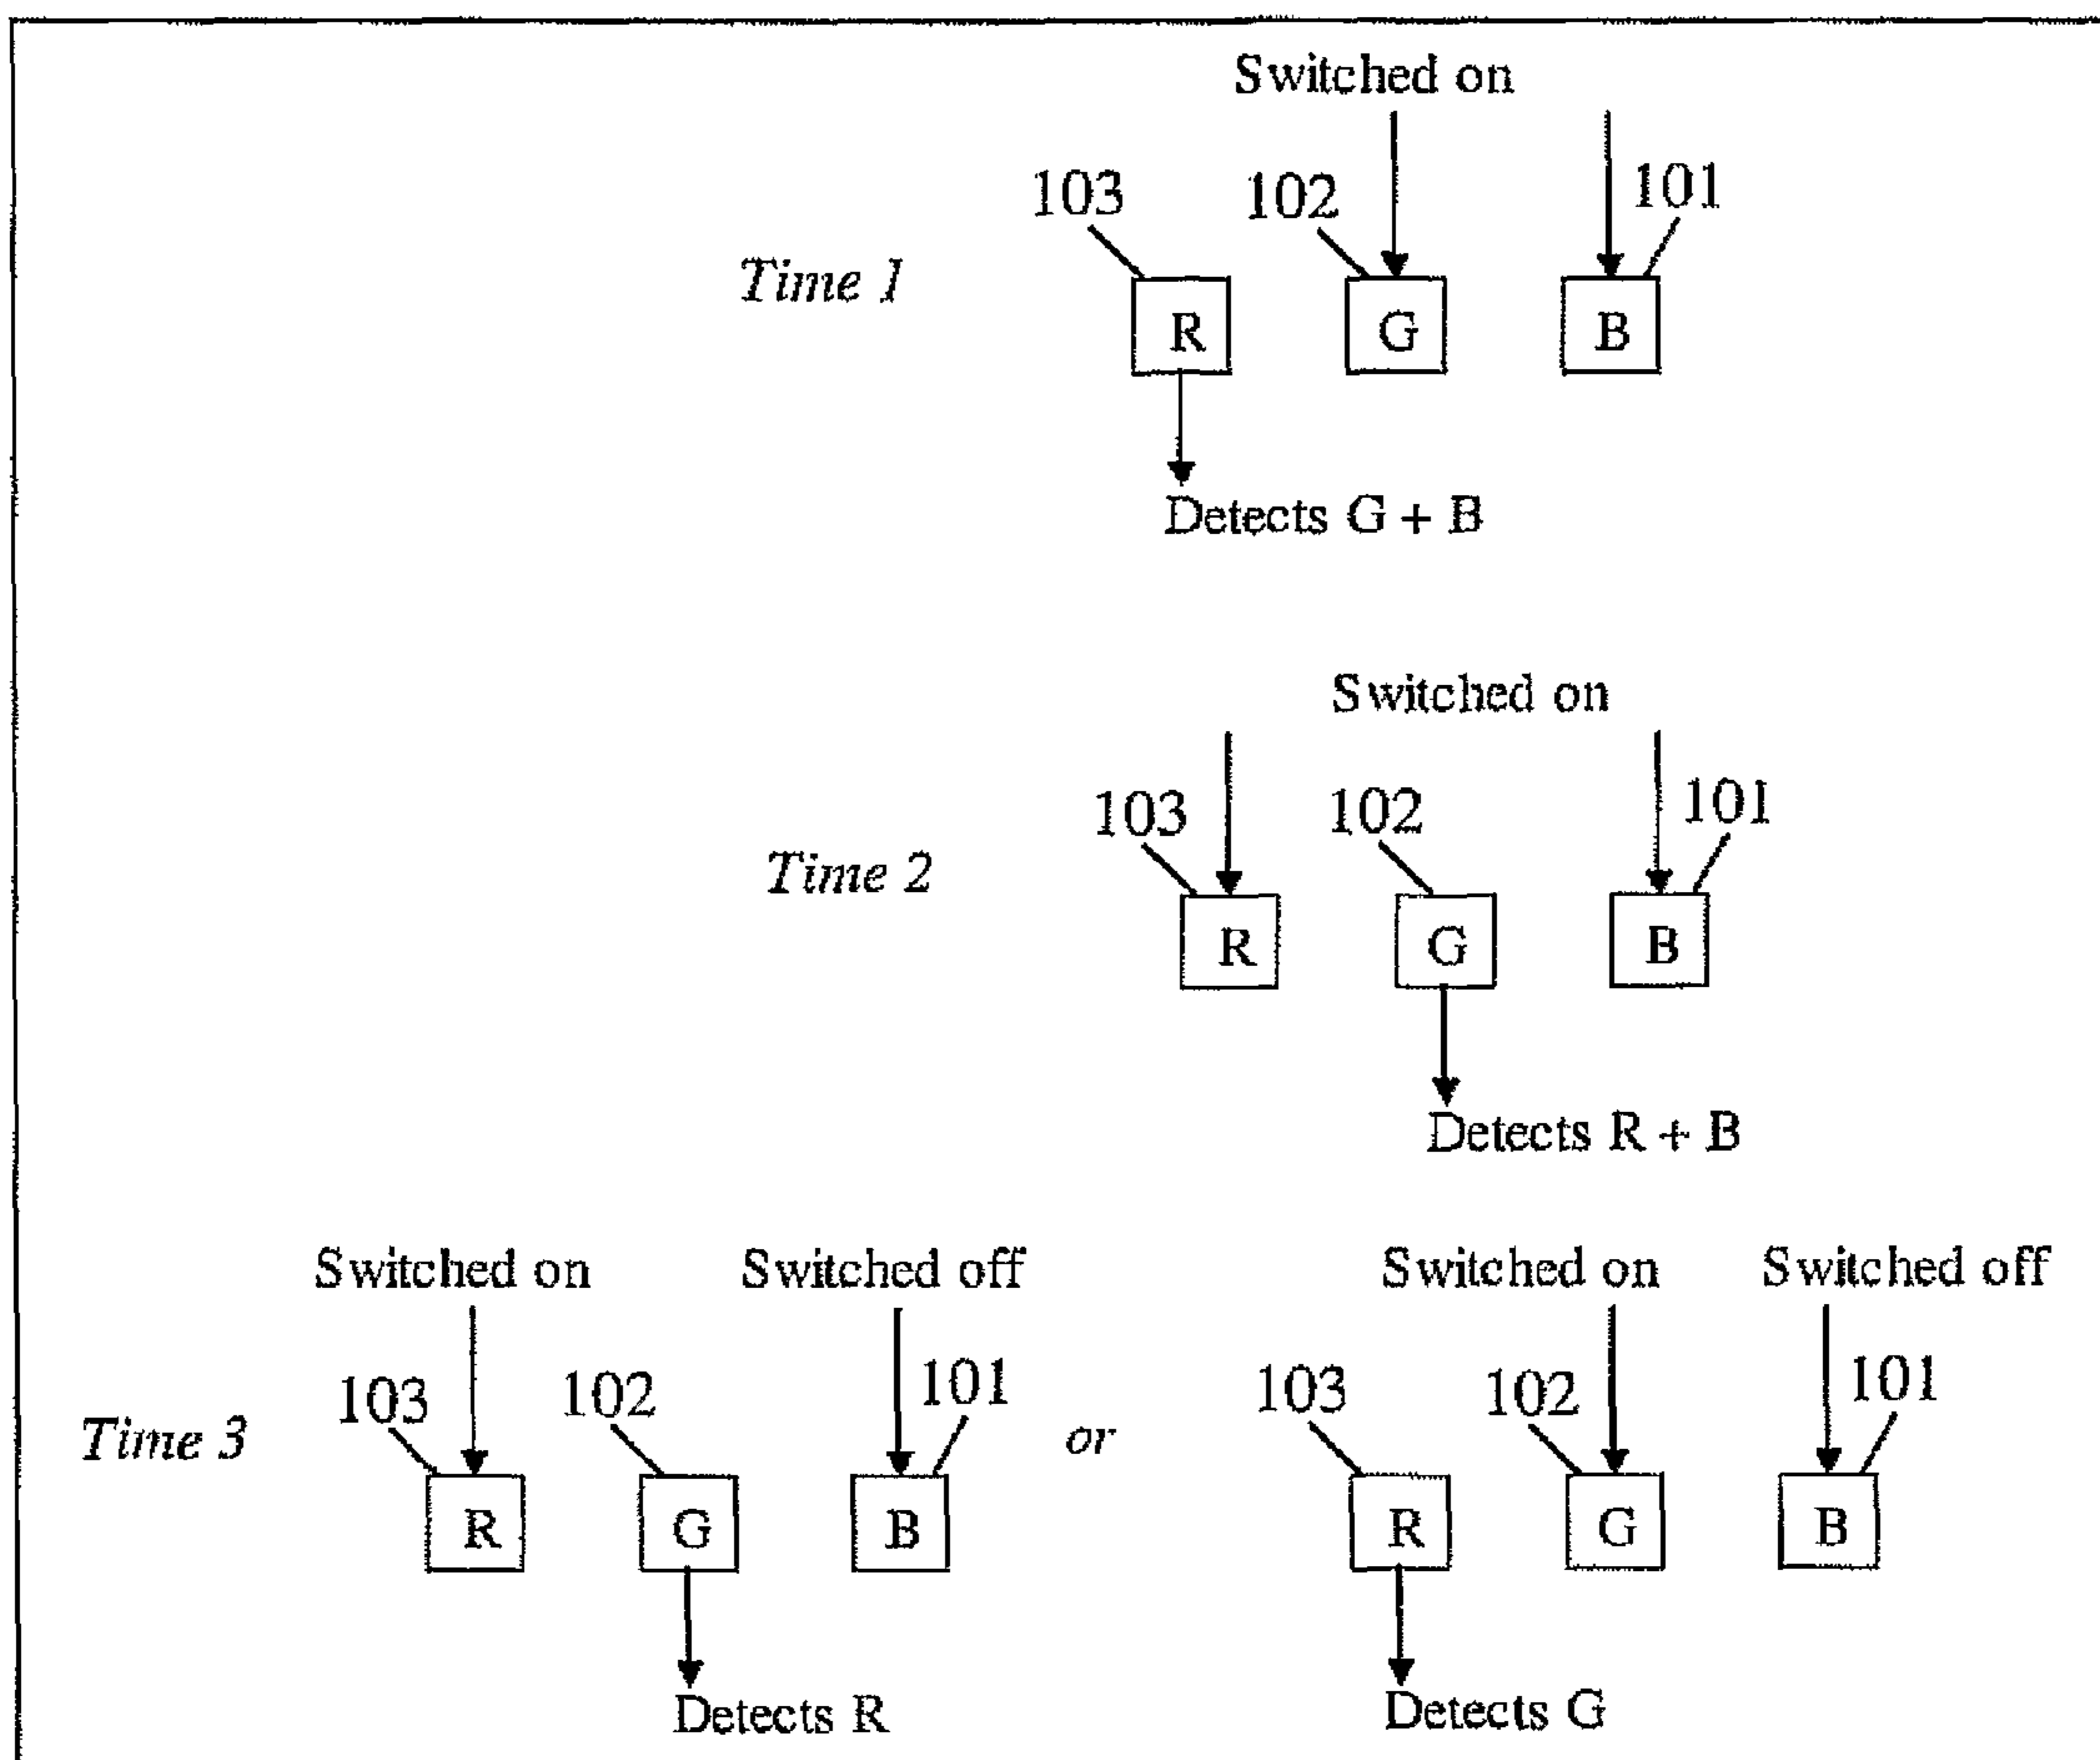 Switched on
103 102 101
Time 1
R G B
Detects G + B
Switched on
103 102 101
Time 2
R G B
Detects R + B
Switched on Switched off Switched on Switched off
103 102 101 103 102 101
Time 3 or
R G B R G B
Detects R Detects G